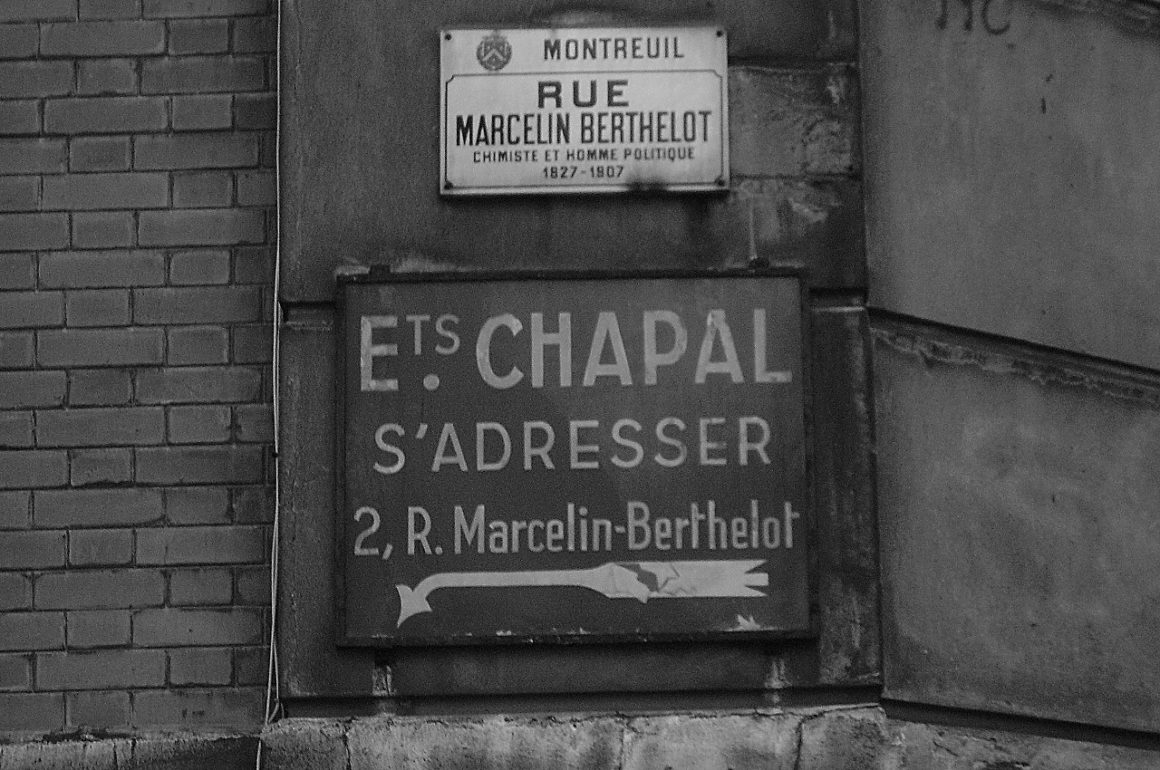 MONTREUIL
RUE
MARCELIN BERTHELOT
CHIMISTE ET HOMME POLITIQUE
1827-1907
ETS. CHAPAL
S'ADRESSER
2, R. Marcelin-Berthelot